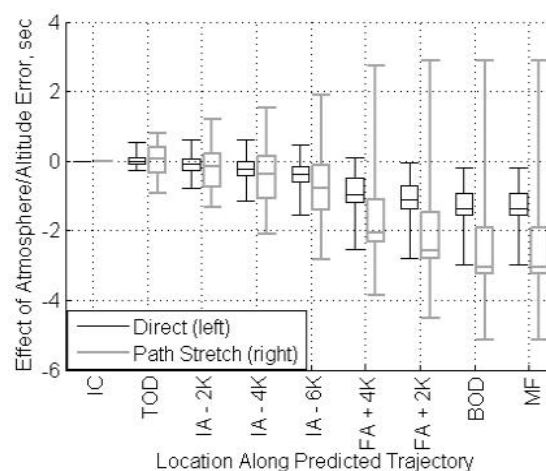 Effect of Atmosphere/Altitude Error, sec
4
2
0
-2
-4
-6
Direct (left)
Path Stretch (right)
IC
TOD
IA - 2K
IA - 4K
IA - 6K
FA + 4K
FA + 2K
BOD
MF
Location Along Predicted Trajectory